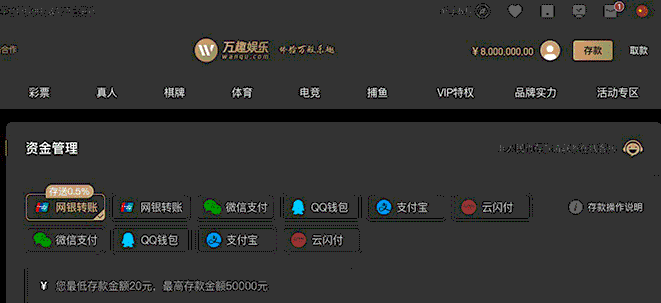 合作
万趣娱乐
wanqu.com
体验万般乐趣
¥ 8,000,000.00
存款
取款
彩票 真人 棋牌 体育 电竞 捕鱼 VIP特权 品牌实力 活动专区
资金管理
存送0.5%
网银转账 网银转账 微信支付 QQ钱包 支付宝 云闪付
存款操作说明
微信支付 QQ钱包 支付宝 云闪付
¥ 您最低存款金额20元，最高存款金额50000元